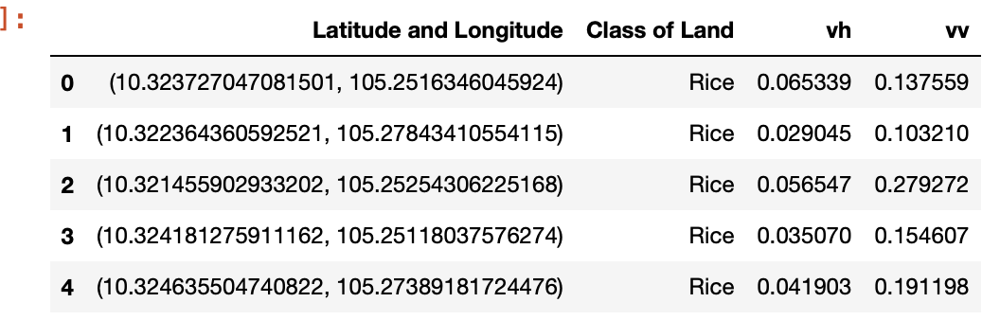 ]:
Latitude and Longitude Class of Land vh vv
0 (10.323727047081501, 105.2516346045924) Rice 0.065339 0.137559
1 (10.322364360592521, 105.27843410554115) Rice 0.029045 0.103210
2 (10.321455902933202, 105.25254306225168) Rice 0.056547 0.279272
3 (10.324181275911162, 105.25118037576274) Rice 0.035070 0.154607
4 (10.324635504740822, 105.27389181724476) Rice 0.041903 0.191198